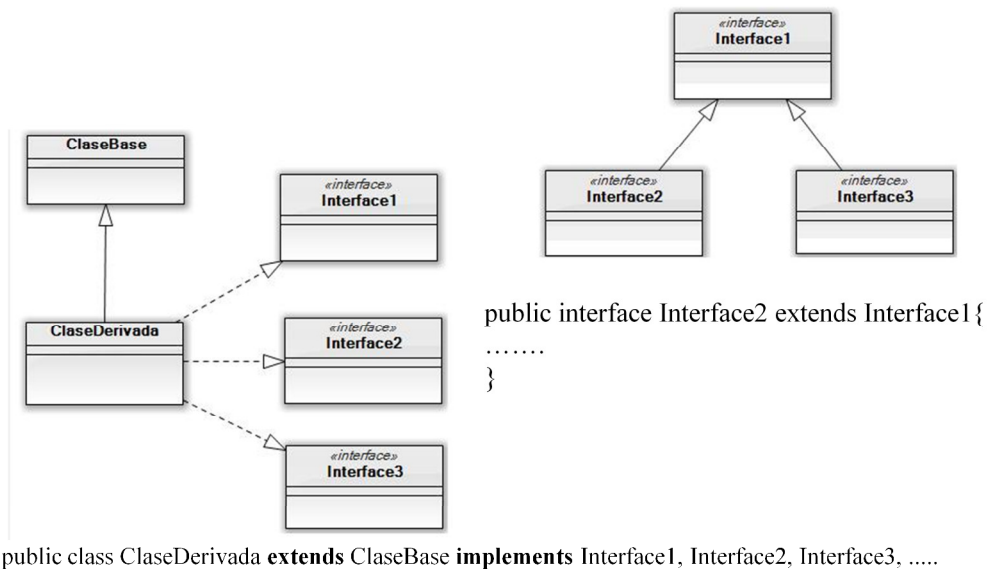 ClaseBase
ClaseDerivada
«interface»
Interface1
«interface»
Interface2
«interface»
Interface3
«interface»
Interface1
«interface»
Interface2
«interface»
Interface3
public interface Interface2 extends Interface1{
.......
}
public class ClaseDerivada extends ClaseBase implements Interface1, Interface2, Interface3, .....